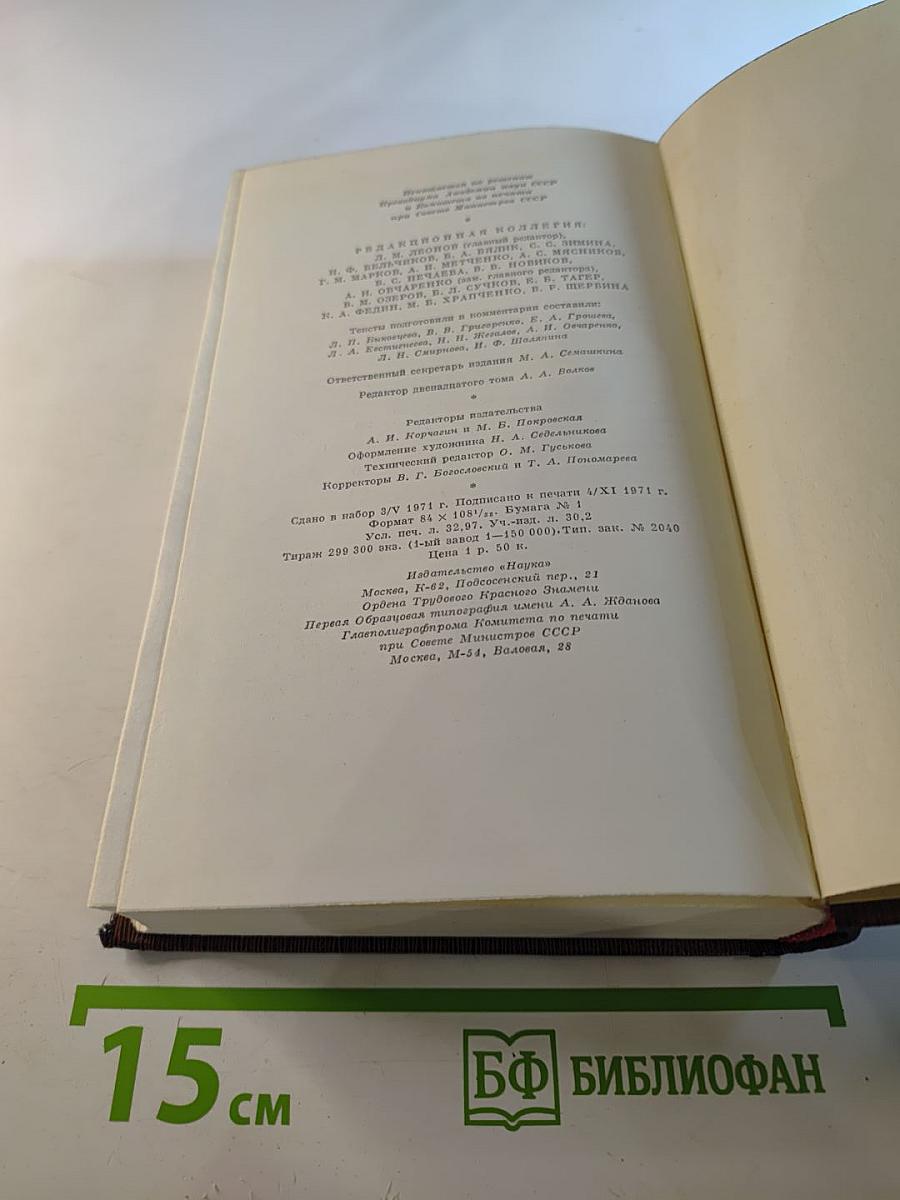 Печатается по решению
Президиума Академии наук СССР
и Комитета по печати
при Совете Министров СССР
*
РЕДАКЦИОННАЯ КОЛЛЕГИЯ:
Л. М. ЛЕОНОВ (главный редактор),
Н. Ф. БЕЛЬЧИКОВ, Б. А. БЯЛИК, С. С. ЗИМИНА,
Г. М. МАРКОВ, А. И. МЕТЧЕНКО, А. С. МЯСНИКОВ,
В. С. НЕЧАЕВА, В. В. НОВИКОВ,
А. И. ОВЧАРЕНКО (зам. главного редактора),
В. М. ОЗЕРОВ, Б. Л. СУЧКОВ, Е. Б. ТАГЕР,
К. А. ФЕДИН, М. Б. ХРАПЧЕНКО, В. Р. ЩЕРБИНА
Тексты подготовили и комментарии составили:
Л. П. Быковцева, В. В. Григоренко, Е. А. Грошева,
Л. А. Евстигнеева, Н. Н. Жегалов, А. И. Овчаренко,
Л. Н. Смирнова, И. Ф. Шаляпина
Ответственный секретарь издания М. А. Семашкина
Редактор двенадцатого тома А. А. Волков
*
Редакторы издательства
А. И. Корчагин и М. Б. Покровская
Оформление художника Н. А. Седельникова
Технический редактор О. М. Гуськова
Корректоры В. Г. Богословский и Т. А. Пономарева
*
Сдано в набор 3/V 1971 г. Подписано к печати 4/XI 1971 г.
Формат 84 × 108¹/₃₂. Бумага № 1
Усл. печ. л. 32,97. Уч.-изд. л. 30,2
Тираж 299 300 экз. (1-ый завод 1—150 000). Тип. зак. № 2040
Цена 1 р. 50 к.
Издательство «Наука»
Москва, К-62, Подсосенский пер., 21
Ордена Трудового Красного Знамени
Первая Образцовая типография имени А. А. Жданова
Главполиграфпрома Комитета по печати
при Совете Министров СССР
Москва, М-54, Валовая, 28
15 см
БФ БИБЛИОФАН